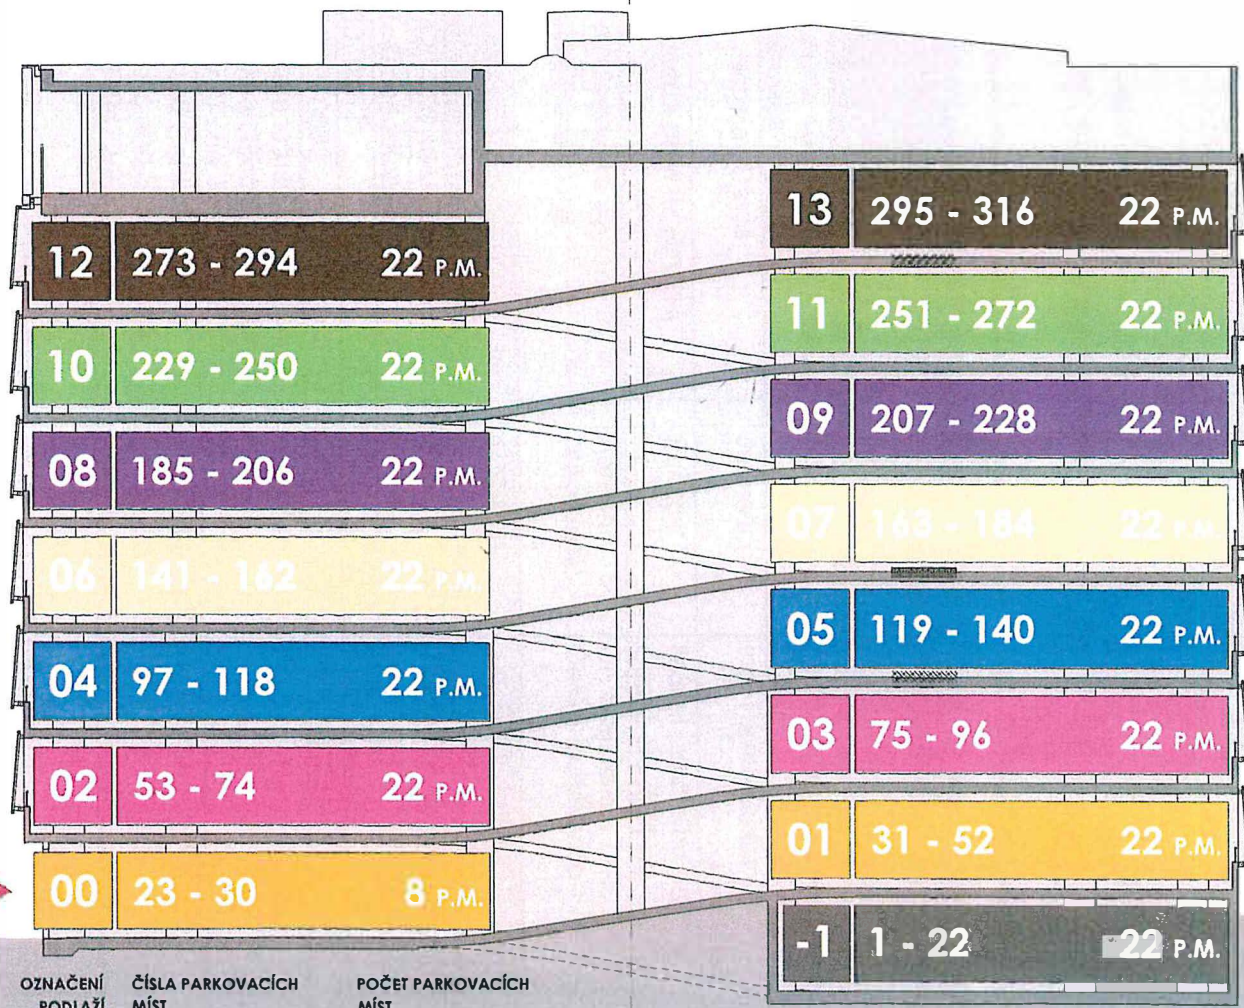 13 295 - 316 22 P.M.
12 273 - 294 22 P.M.
11 251 - 272 22 P.M.
10 229 - 250 22 P.M.
09 207 - 228 22 P.M.
08 185 - 206 22 P.M.
07 163 - 184 22 P.M.
06 141 - 162 22 P.M.
05 119 - 140 22 P.M.
04 97 - 118 22 P.M.
03 75 - 96 22 P.M.
02 53 - 74 22 P.M.
01 31 - 52 22 P.M.
00 23 - 30 8 P.M.
-1 1 - 22 22 P.M.
OZNAČENÍ ČÍSLA PARKOVACÍCH POČET PARKOVACÍCH
PODLAŽÍ MÍST MÍST